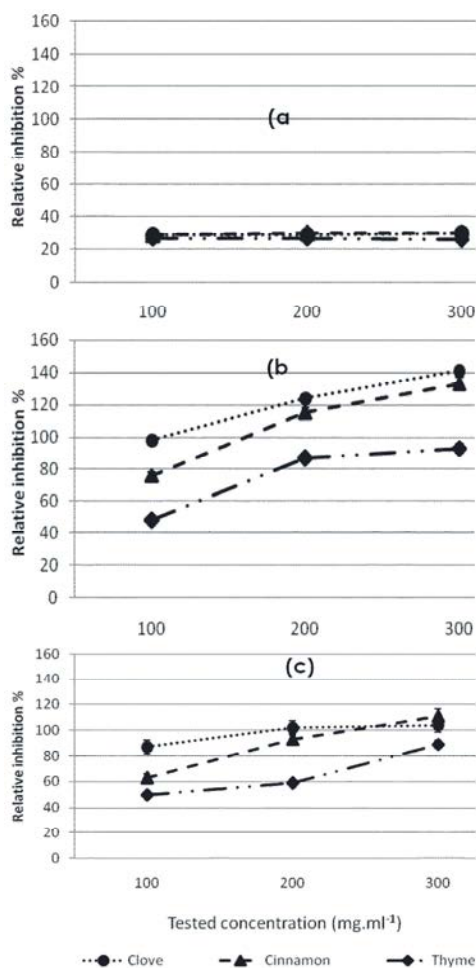 160
140
120
100
80
60
40
20
0
Relative inhibition %
(a
100 200 300
160
140
120
100
80
60
40
20
0
Relative inhibition %
(b)
100 200 300
160
140
120
100
80
60
40
20
0
Relative inhibition %
(c)
100 200 300
Tested concentration (mg.ml⁻¹)
Clove Cinnamon Thyme